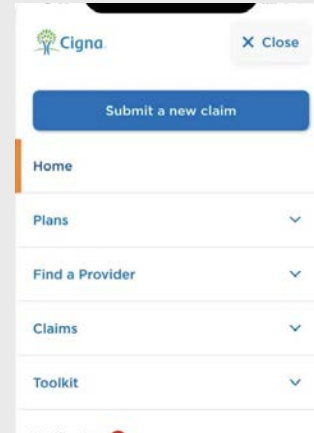 Cigna
X Close
Submit a new claim
Home
Plans
Find a Provider
Claims
Toolkit